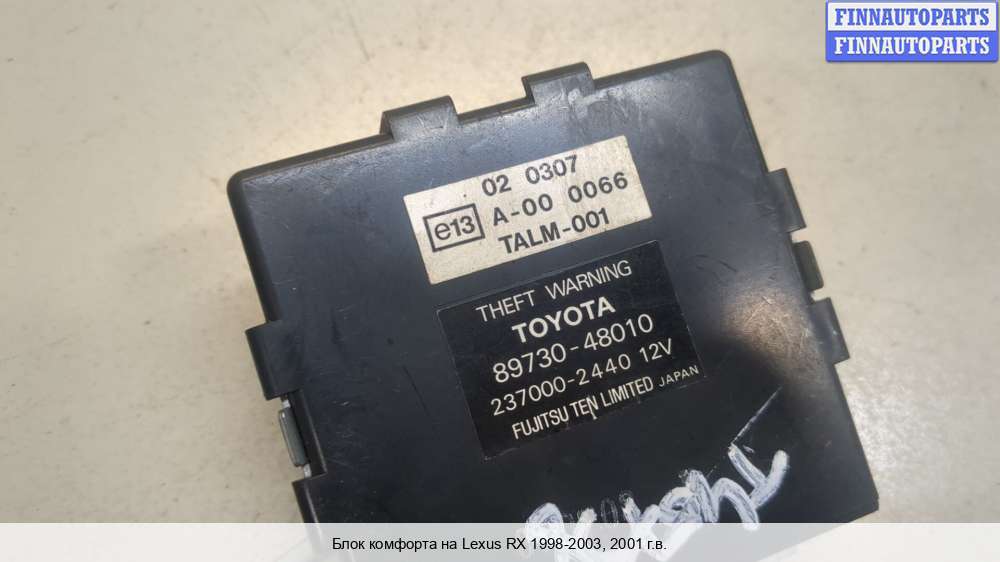 FINNAUTOPARTS
FINNAUTOPARTS
02 0307
e13 A-00 0066
TALM-001
THEFT WARNING
TOYOTA
89730-48010
237000-2440 12V
FUJITSU TEN LIMITED JAPAN
Блок комфорта на Lexus RX 1998-2003, 2001 г.в.